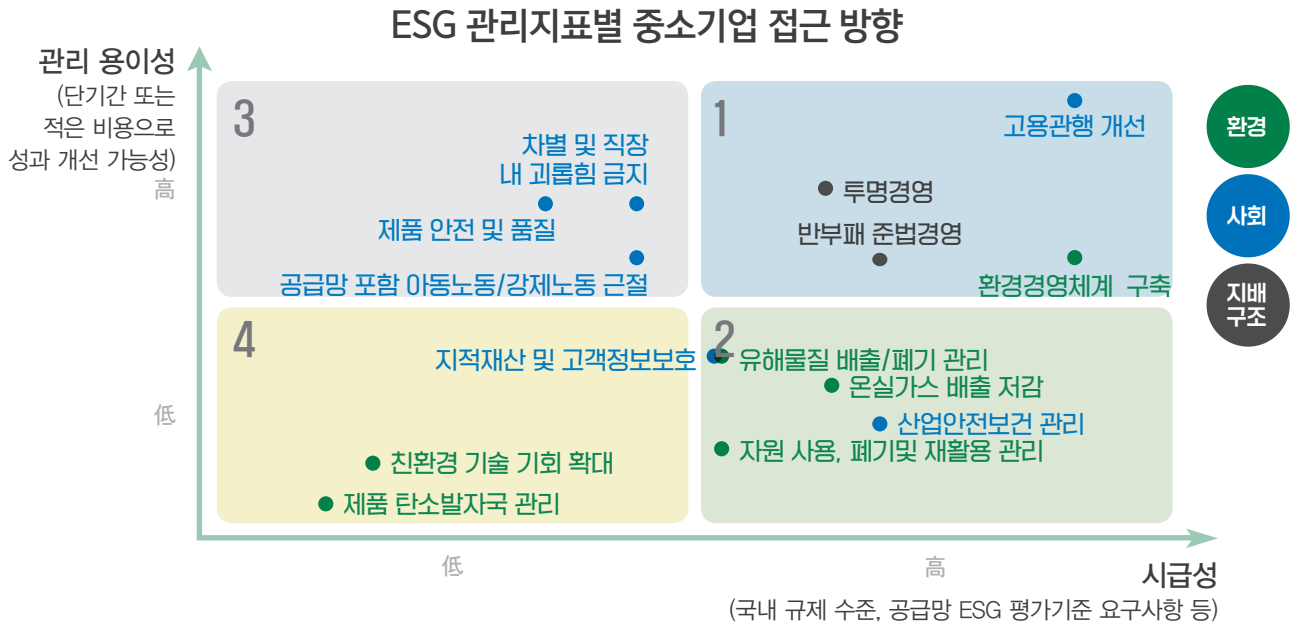 ESG 관리지표별 중소기업 접근 방향
관리 용이성
(단기간 또는
적은 비용으로
성과 개선 가능성)
高
低
3
차별 및 직장
내 괴롭힘 금지
제품 안전 및 품질
공급망 포함 아동노동/강제노동 근절
1
고용관행 개선
투명경영
반부패 준법경영
환경경영체계 구축
4
지적재산 및 고객정보보호
친환경 기술 기회 확대
제품 탄소발자국 관리
2
유해물질 배출/폐기 관리
온실가스 배출 저감
산업안전보건 관리
자원 사용, 폐기및 재활용 관리
환경
사회
지배
구조
低
高
시급성
(국내 규제 수준, 공급망 ESG 평가기준 요구사항 등)